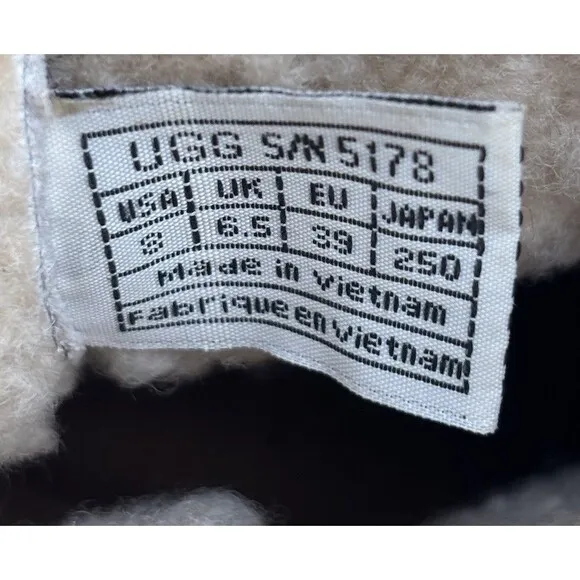 UGG S/N 5178
USA UK EU JAPAN
8 6.5 39 250
Made in Vietnam
Fabrique en Vietnam